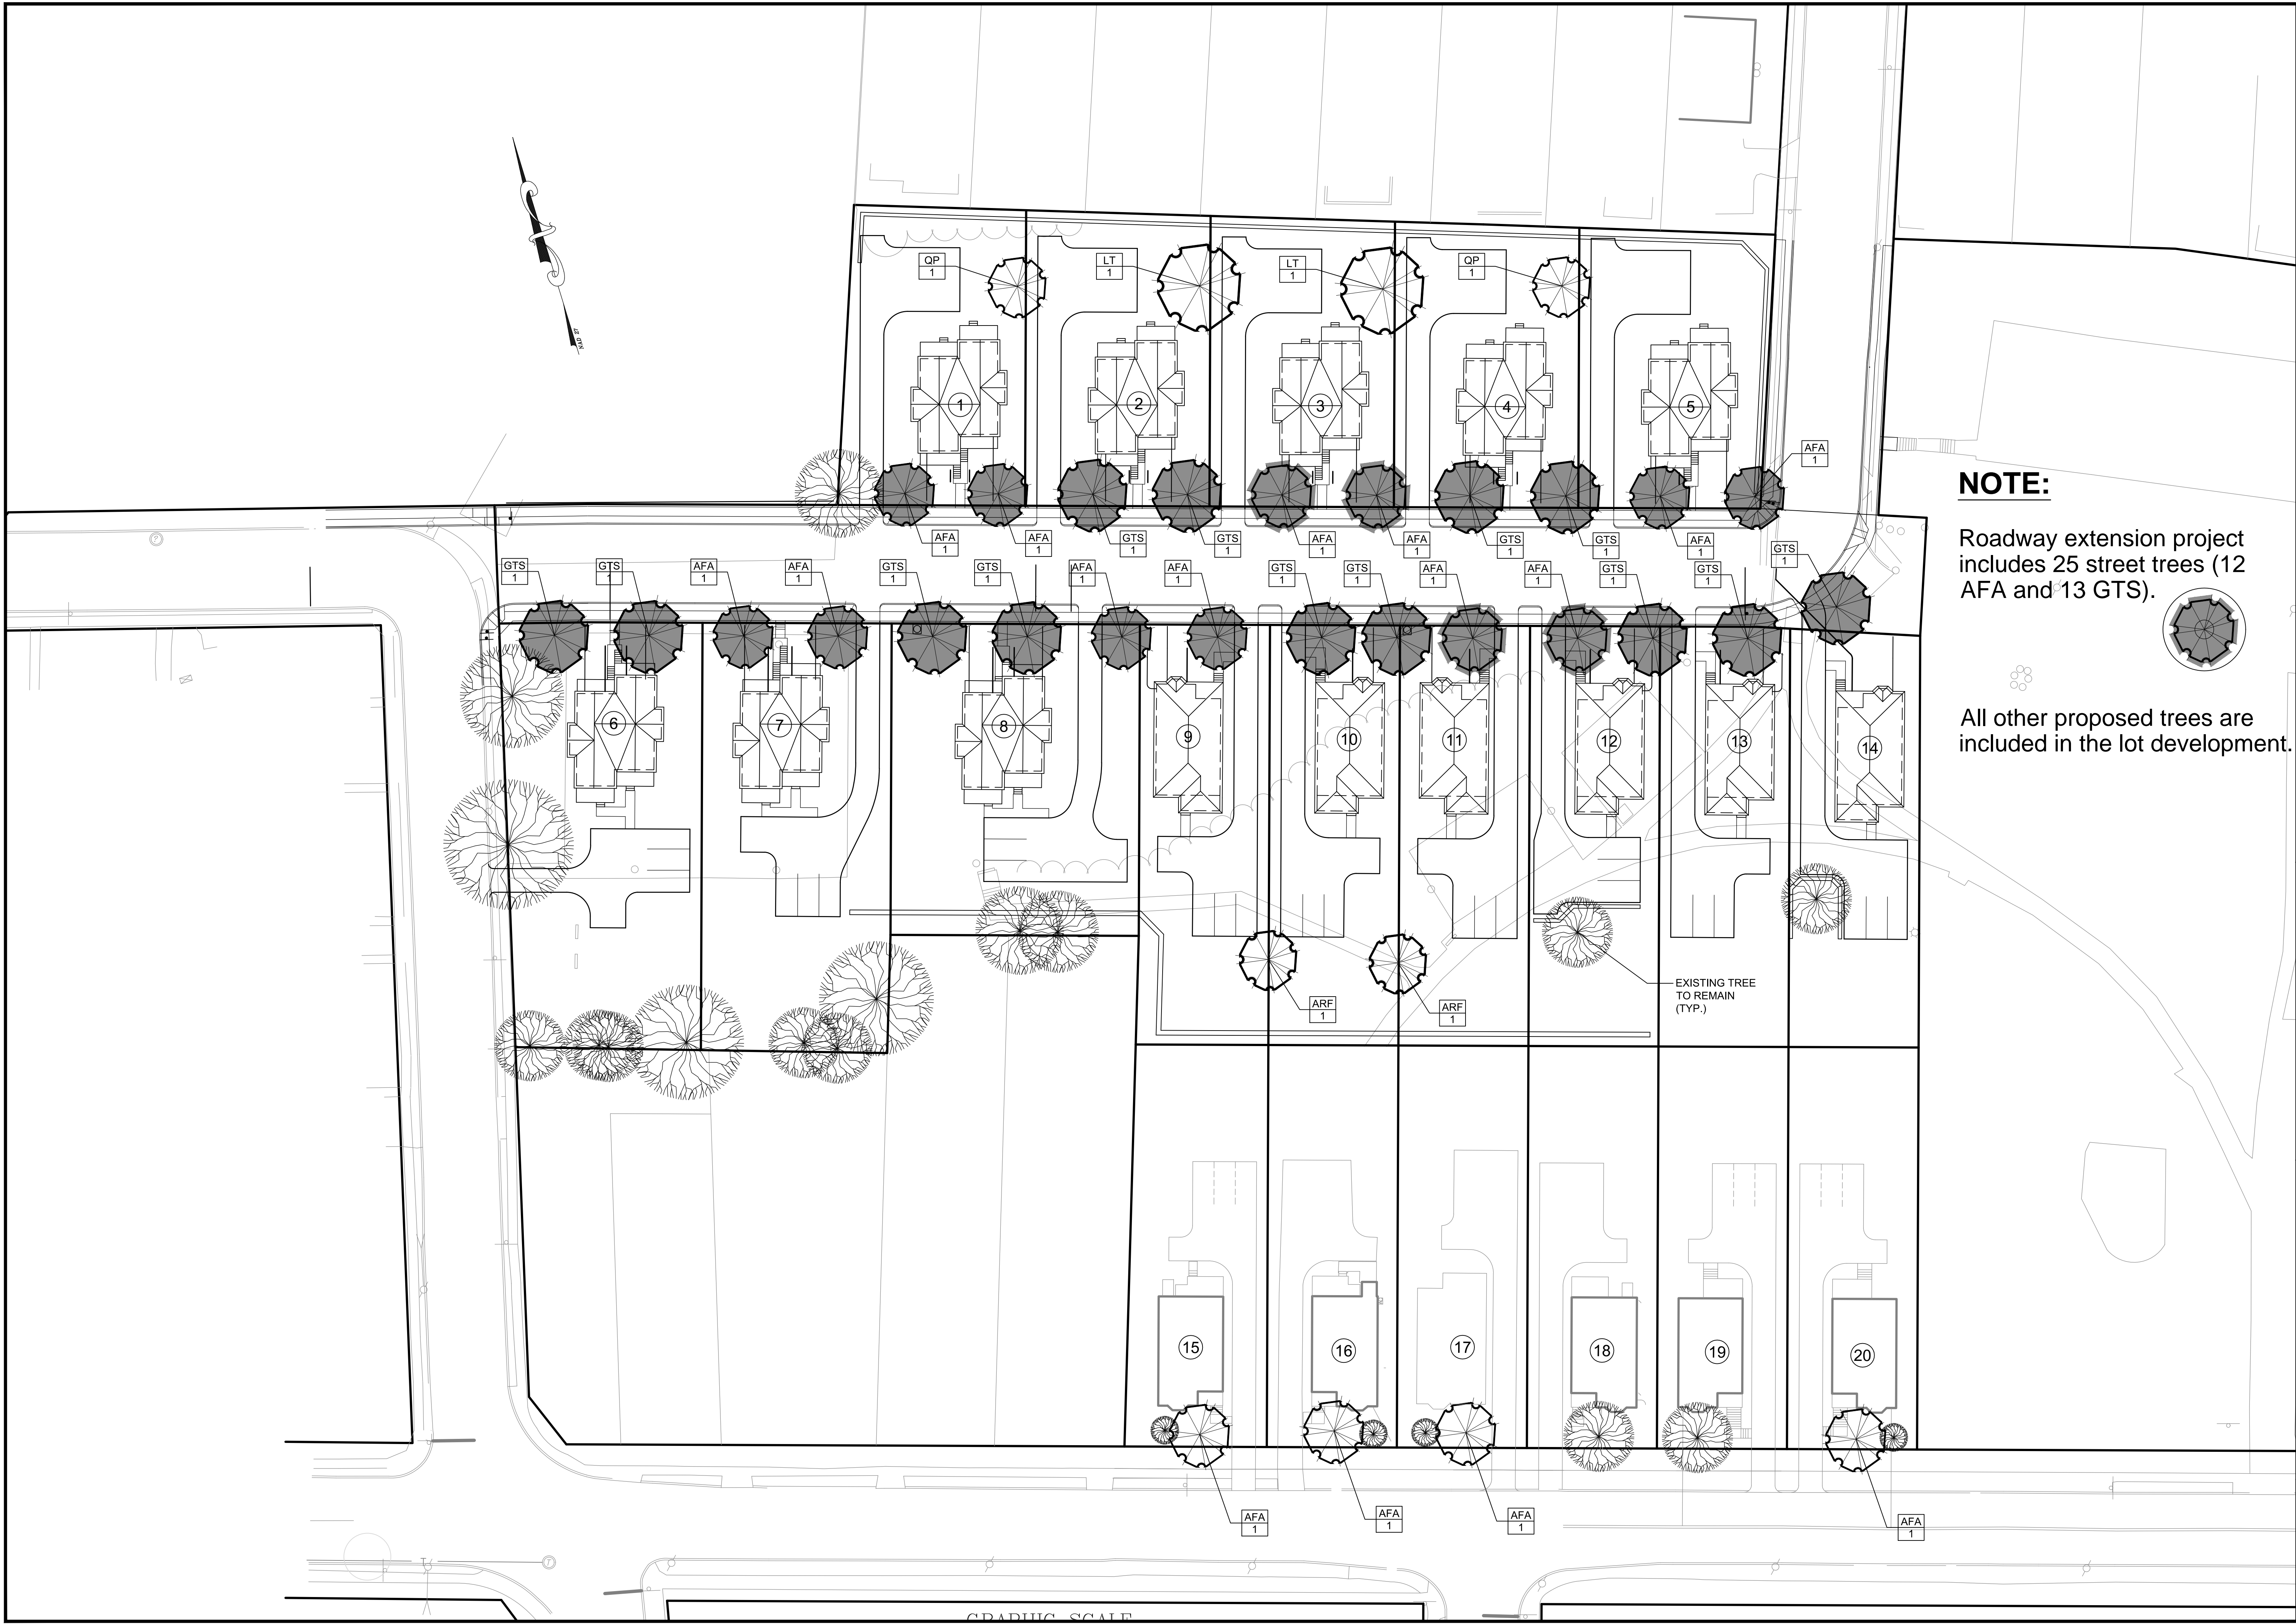 QP
1
LT
1
LT
1
QP
1
NAD 27
1
2
3
4
5
AFA
1
NOTE:
Roadway extension project
includes 25 street trees (12
AFA and 13 GTS).
All other proposed trees are
included in the lot development.
P
AFA
1
AFA
1
GTS
1
GTS
1
AFA
1
AFA
1
GTS
1
GTS
1
AFA
1
GTS
1
GTS
1
GTS
1
AFA
1
AFA
1
GTS
1
GTS
1
AFA
1
AFA
1
GTS
1
GTS
1
AFA
1
AFA
1
GTS
1
GTS
1
6
7
8
9
10
11
12
13
14
EXISTING TREE
TO REMAIN
(TYP.)
ARF
1
ARF
1
15
16
17
18
19
20
AFA
1
AFA
1
AFA
1
AFA
1
T
GRAPHIC SCALE